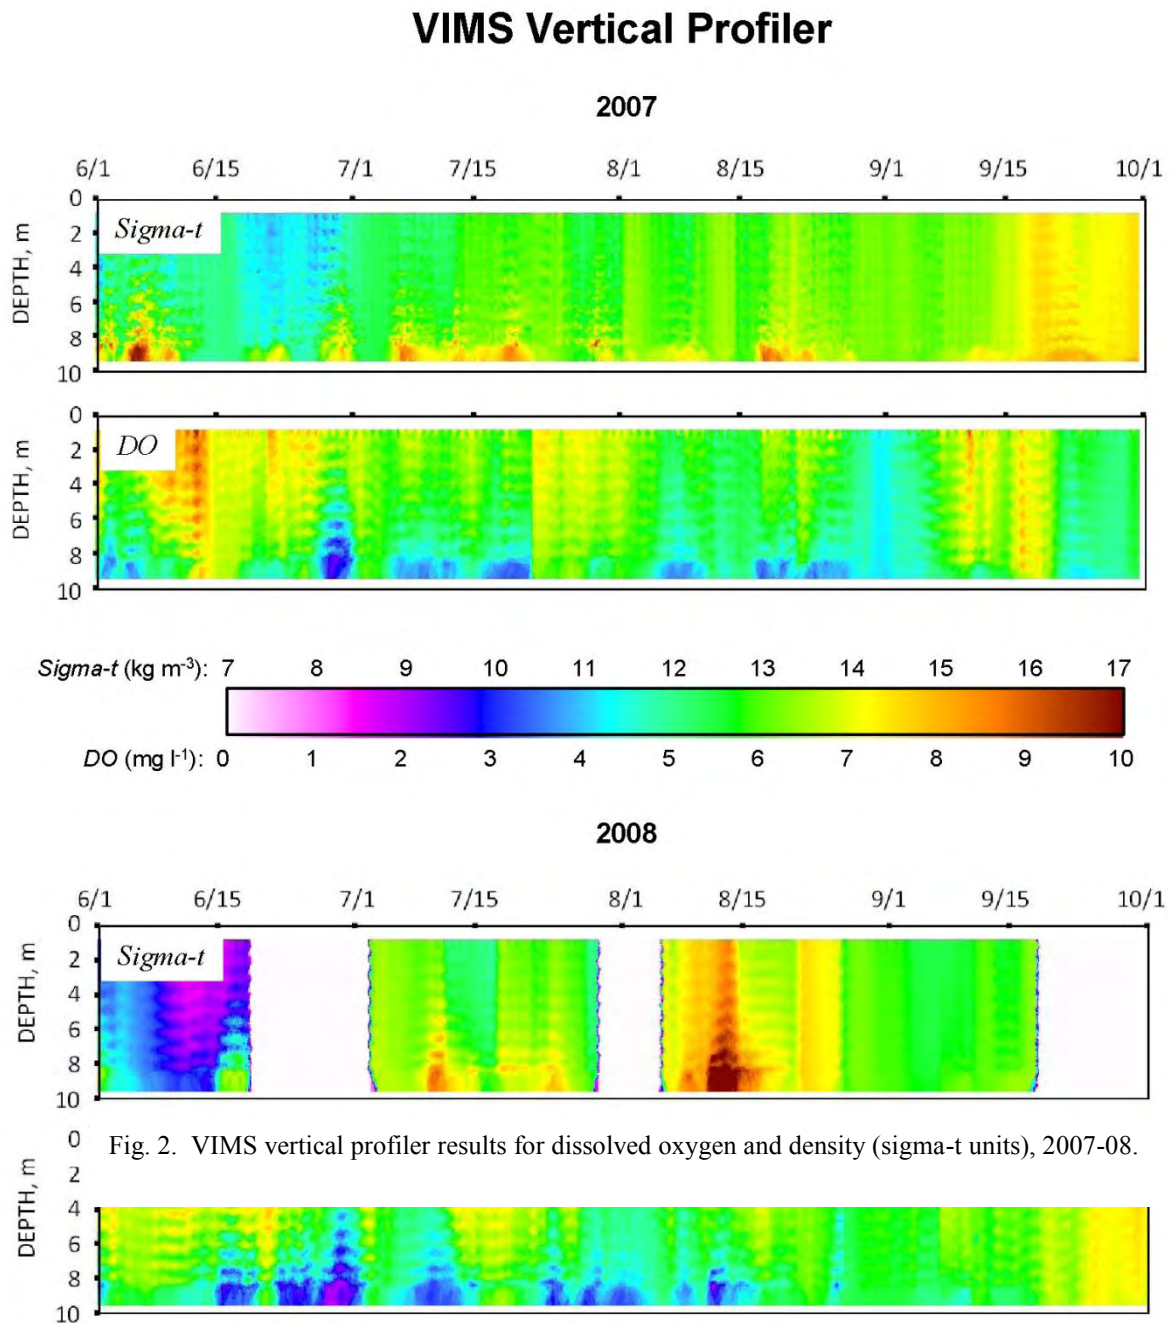 VIMS Vertical Profiler
2007
6/1 6/15 7/1 7/15 8/1 8/15 9/1 9/15 10/1
DEPTH, m
0
2
4
6
8
10
Sigma-t
DEPTH, m
0
2
4
6
8
10
DO
Sigma-t (kg m-3): 7 8 9 10 11 12 13 14 15 16 17
DO (mg l-1): 0 1 2 3 4 5 6 7 8 9 10
2008
6/1 6/15 7/1 7/15 8/1 8/15 9/1 9/15 10/1
DEPTH, m
0
2
4
6
8
10
Sigma-t
Fig. 2. VIMS vertical profiler results for dissolved oxygen and density (sigma-t units), 2007-08.
DEPTH, m
0
2
4
6
8
10